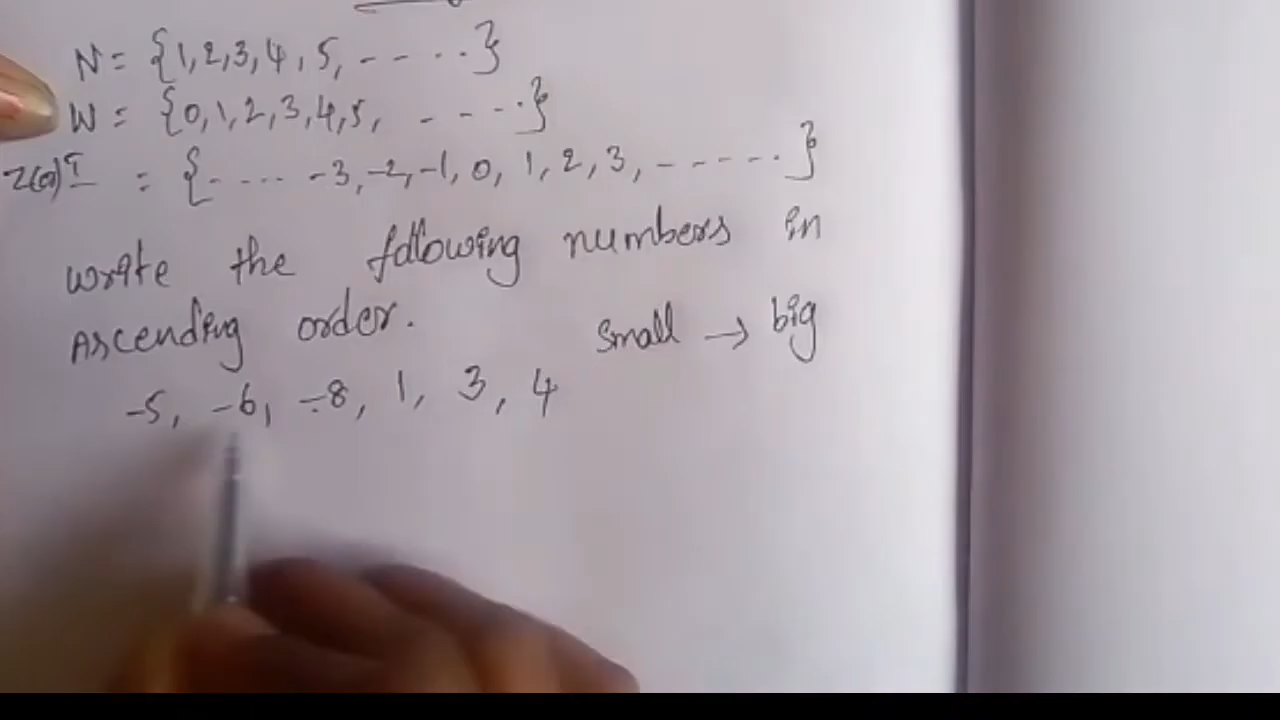 N = {1, 2, 3, 4, 5, - - - ...}
W = {0, 1, 2, 3, 4, 5, - - - ..}
Z(or) I = {- ... -3, -2, -1, 0, 1, 2, 3, - - - - ..}
write the following numbers in
Ascending order. Small → big
-5, -6, -8, 1, 3, 4